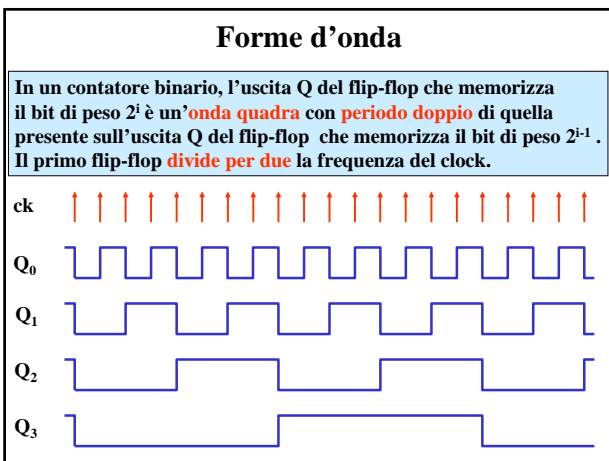 Forme d'onda
In un contatore binario, l'uscita Q del flip-flop che memorizza
il bit di peso 2ⁱ è un'onda quadra con periodo doppio di quella
presente sull'uscita Q del flip-flop che memorizza il bit di peso 2ⁱ⁻¹ .
Il primo flip-flop divide per due la frequenza del clock.
ck
Q₀
Q₁
Q₂
Q₃